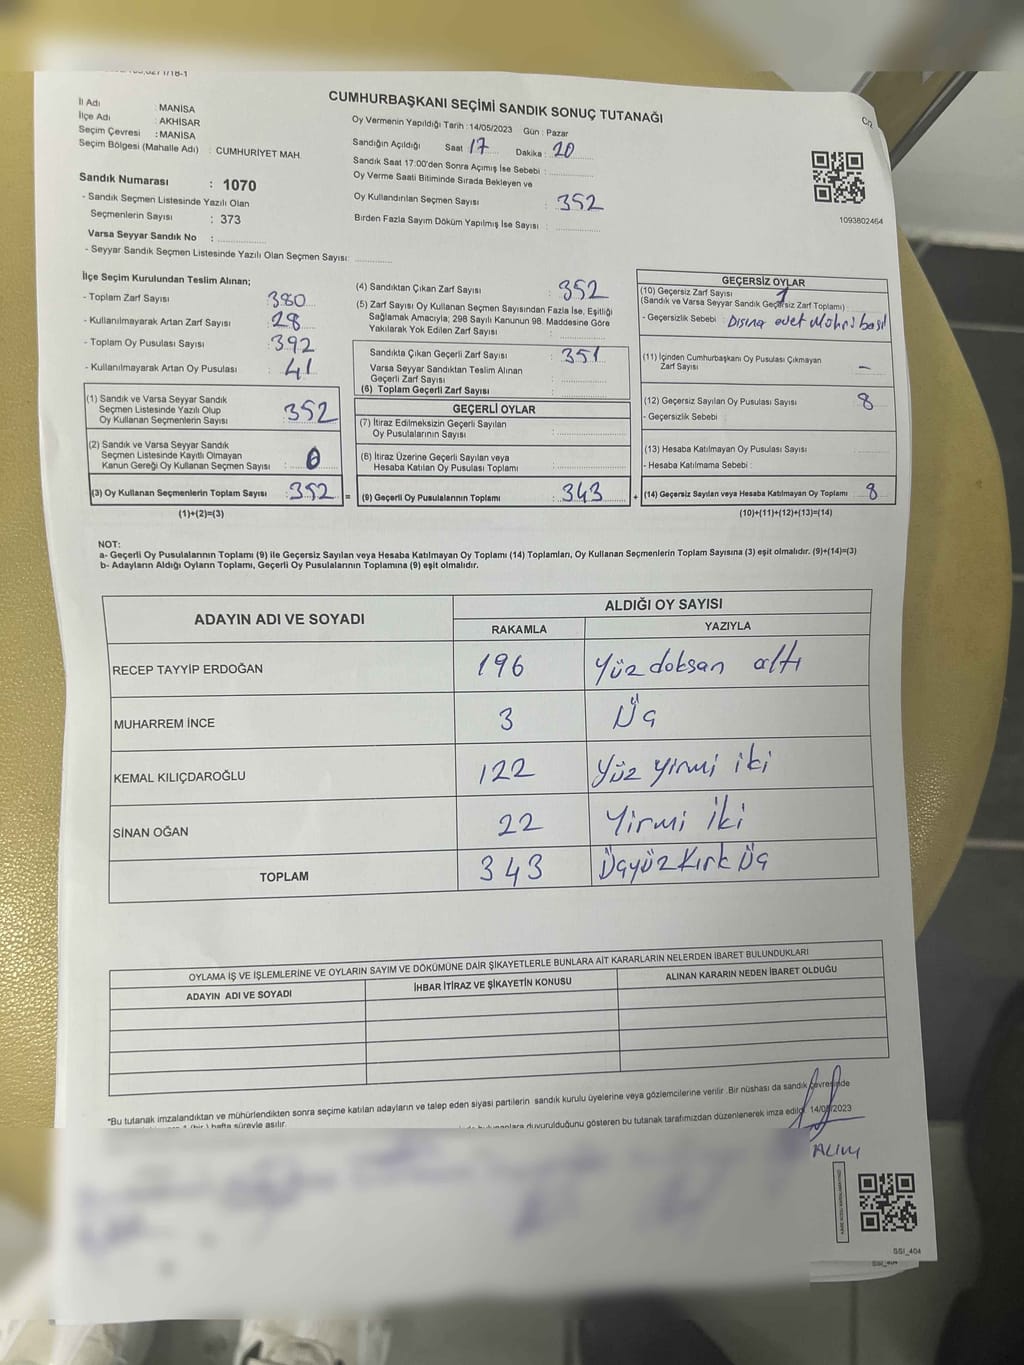 CUMHURBAŞKANI SEÇİMİ SANDIK SONUÇ TUTANAĞI
İl Adı : MANİSA
İlçe Adı : AKHİSAR
Seçim Çevresi : MANİSA
Seçim Bölgesi (Mahalle Adı) : CUMHURİYET MAH.
Sandık Numarası : 1070
- Sandık Seçmen Listesinde Yazılı Olan
Seçmenlerin Sayısı : 373
Varsa Seyyar Sandık No :
- Seyyar Sandık Seçmen Listesinde Yazılı Olan Seçmen Sayısı:
Oy Vermenin Yapıldığı Tarih :14/05/2023 Gün : Pazar
Sandığın Açıldığı Saat 17 Dakika : 20
Sandık Saat 17:00'den Sonra Açılmış İse Sebebi :
Oy Verme Saati Bitiminde Sırada Bekleyen ve
Oy Kullandırılan Seçmen Sayısı : 352
Birden Fazla Sayım Döküm Yapılmış İse Sayısı :
1093802464
İlçe Seçim Kurulundan Teslim Alınan;
- Toplam Zarf Sayısı : 380
- Kullanılmayarak Artan Zarf Sayısı : 28
- Toplam Oy Pusulası Sayısı : 392
- Kullanılmayarak Artan Oy Pusulası : 41
(1) Sandık ve Varsa Seyyar Sandık
Seçmen Listesinde Yazılı Olup
Oy Kullanan Seçmenlerin Sayısı : 352
(2) Sandık ve Varsa Seyyar Sandık
Seçmen Listesinde Kayıtlı Olmayan
Kanun Gereği Oy Kullanan Seçmen Sayısı : 0
(3) Oy Kullanan Seçmenlerin Toplam Sayısı : 352 =
(1)+(2)=(3)
(4) Sandıktan Çıkan Zarf Sayısı : 352
(5) Zarf Sayısı Oy Kullanan Seçmen Sayısından Fazla İse, Eşitliği
Sağlamak Amacıyla; 298 Sayılı Kanunun 98. Maddesine Göre
Yakılarak Yok Edilen Zarf Sayısı :
Sandıkta Çıkan Geçerli Zarf Sayısı : 351
Varsa Seyyar Sandıktan Teslim Alınan
Geçerli Zarf Sayısı :
(6) Toplam Geçerli Zarf Sayısı :
GEÇERLİ OYLAR
(7) İtiraz Edilmeksizin Geçerli Sayılan
Oy Pusulalarının Sayısı :
(8) İtiraz Üzerine Geçerli Sayılan veya
Hesaba Katılan Oy Pusulası Toplamı :
(9) Geçerli Oy Pusulalarının Toplamı : 343 +
GEÇERSİZ OYLAR
(10) Geçersiz Zarf Sayısı 1
(Sandık ve Varsa Seyyar Sandık Geçersiz Zarf Toplamı) :
- Geçersizlik Sebebi :
(11) İçinden Cumhurbaşkanı Oy Pusulası Çıkmayan
Zarf Sayısı : -
(12) Geçersiz Sayılan Oy Pusulası Sayısı : 8
- Geçersizlik Sebebi :
(13) Hesaba Katılmayan Oy Pusulası Sayısı :
- Hesaba Katılmama Sebebi :
(14) Geçersiz Sayılan veya Hesaba Katılmayan Oy Toplamı : 8
(10)+(11)+(12)+(13)=(14)
NOT:
a- Geçerli Oy Pusulalarının Toplamı (9) ile Geçersiz Sayılan veya Hesaba Katılmayan Oy Toplamı (14) Toplamları, Oy Kullanan Seçmenlerin Toplam Sayısına (3) eşit olmalıdır. (9)+(14)=(3)
b- Adayların Aldığı Oyların Toplamı, Geçerli Oy Pusulalarının Toplamına (9) eşit olmalıdır.
ADAYIN ADI VE SOYADI ALDIĞI OY SAYISI
RAKAMLA YAZIYLA
RECEP TAYYİP ERDOĞAN 196 Yüz doksan altı
MUHARREM İNCE 3 Üç
KEMAL KILIÇDAROĞLU 122 Yüz yirmi iki
SİNAN OĞAN 22 Yirmi İki
TOPLAM 343 Üçyüz Kırk Üç
OYLAMA İŞ VE İŞLEMLERİNE VE OYLARIN SAYIM VE DÖKÜMÜNE DAİR ŞİKAYETLERLE BUNLARA AİT KARARLARIN NELERDEN İBARET BULUNDUKLARI
ADAYIN ADI VE SOYADI İHBAR İTİRAZ VE ŞİKAYETİN KONUSU ALINAN KARARIN NEDEN İBARET OLDUĞU
*Bu tutanak imzalandıktan ve mühürlendikten sonra seçime katılan adayların ve talep eden siyasi partilerin sandık kurulu üyelerine veya gözlemcilerine verilir .Bir nüshası da sandık çevresinde
hafta süreyle asılır. duyurulduğunu gösteren bu tutanak tarafımızdan düzenlenerek imza edildi. 14/05/2023
SSI_404